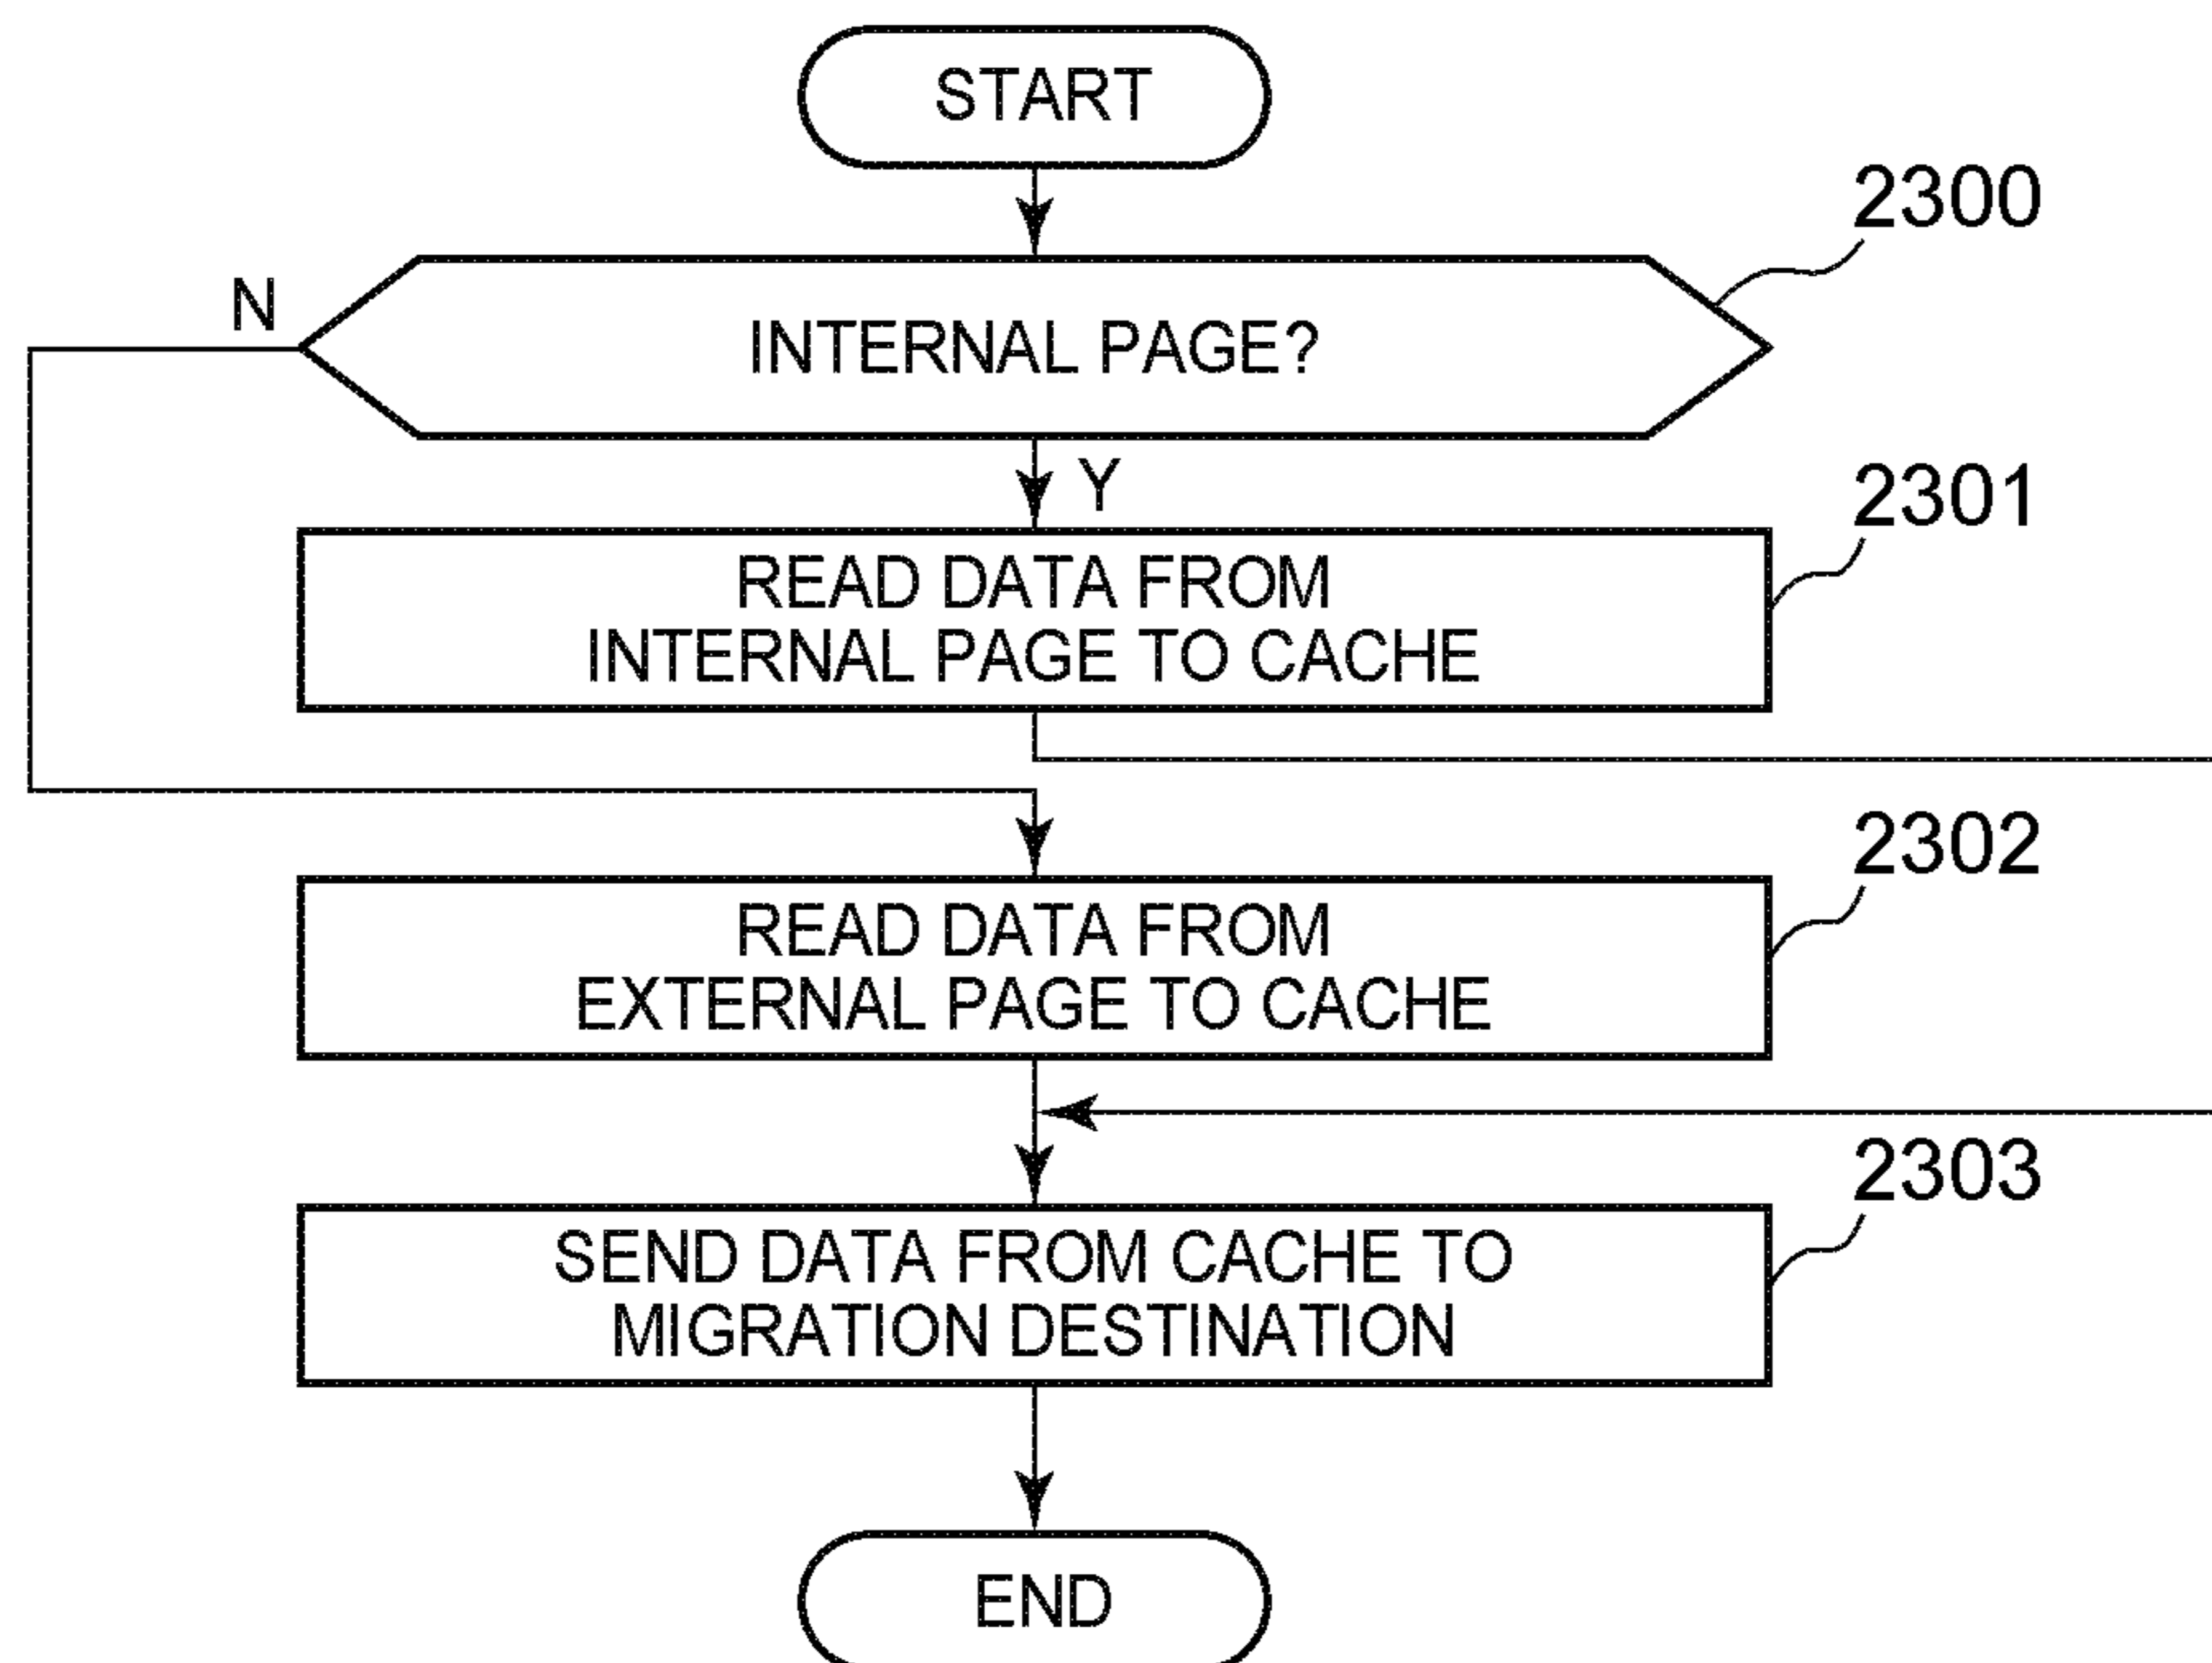 START
2300
N
INTERNAL PAGE?
Y
2301
READ DATA FROM
INTERNAL PAGE TO CACHE
2302
READ DATA FROM
EXTERNAL PAGE TO CACHE
2303
SEND DATA FROM CACHE TO
MIGRATION DESTINATION
END